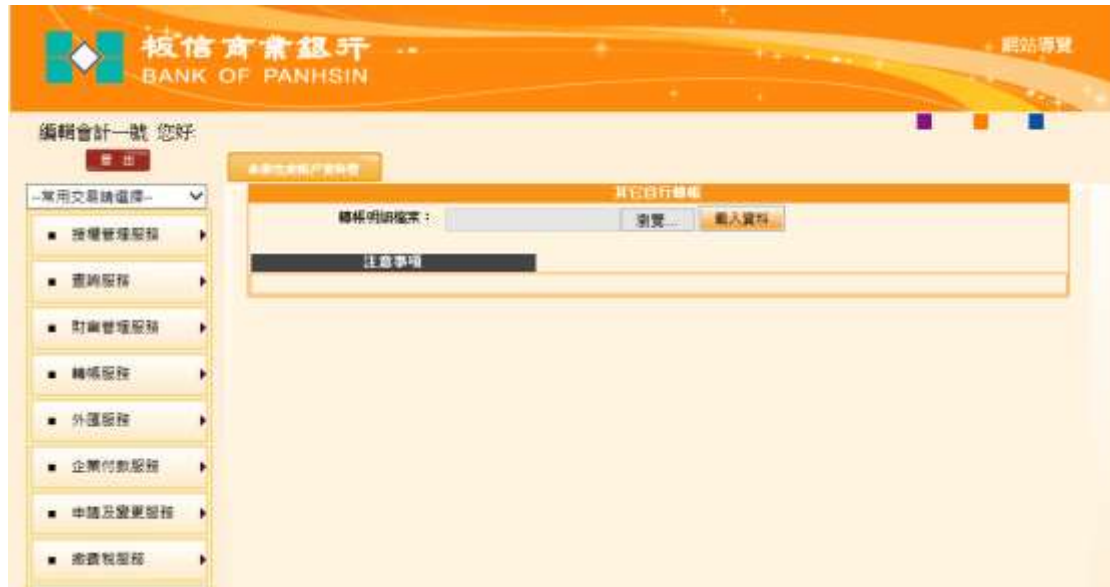 板信商業銀行
BANK OF PANHSIN
網站導覽
編輯會計一號 您好
登 出
--常用交易請選擇--
其它自行轉帳
轉帳明細檔案：
瀏覽...
載入資料
注意事項
授權管理服務
查詢服務
財富管理服務
轉帳服務
外匯服務
企業付款服務
申請及變更服務
繳費稅服務